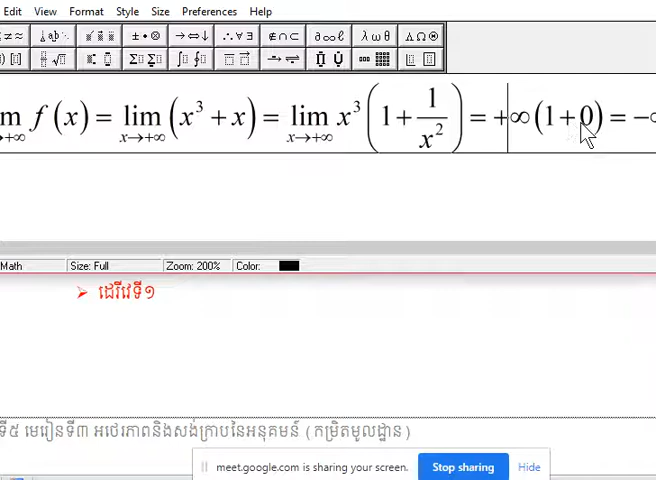 Edit View Format Style Size Preferences Help
lim f(x) = lim (x³ + x) = lim x³ (1 + 1/x²) = +∞(1+0) = −∞
x→+∞ x→+∞ x→+∞
Math Size: Full Zoom: 200% Color:
➢ ដេរីវេទី១
ទី៥ មេរៀនទី៣ អថេរភាពនិងសង់ក្រាបនៃអនុគមន៍ (កម្រិតមូលដ្ឋាន)
meet.google.com is sharing your screen. Stop sharing Hide